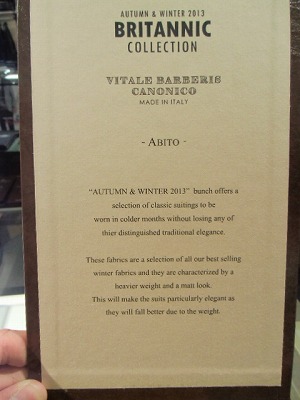 AUTUMN & WINTER 2013
BRITANNIC
COLLECTION
VITALE BARBERIS
CANONICO
MADE IN ITALY
- ABITO -
"AUTUMN & WINTER 2013" bunch offers a
selection of classic suitings to be
worn in colder months without losing any of
thier distinguished traditional elegance.
These fabrics are a selection of all our best selling
winter fabrics and they are characterized by a
heavier weight and a matt look.
This will make the suits particularly elegant as
they will fall better due to the weight.